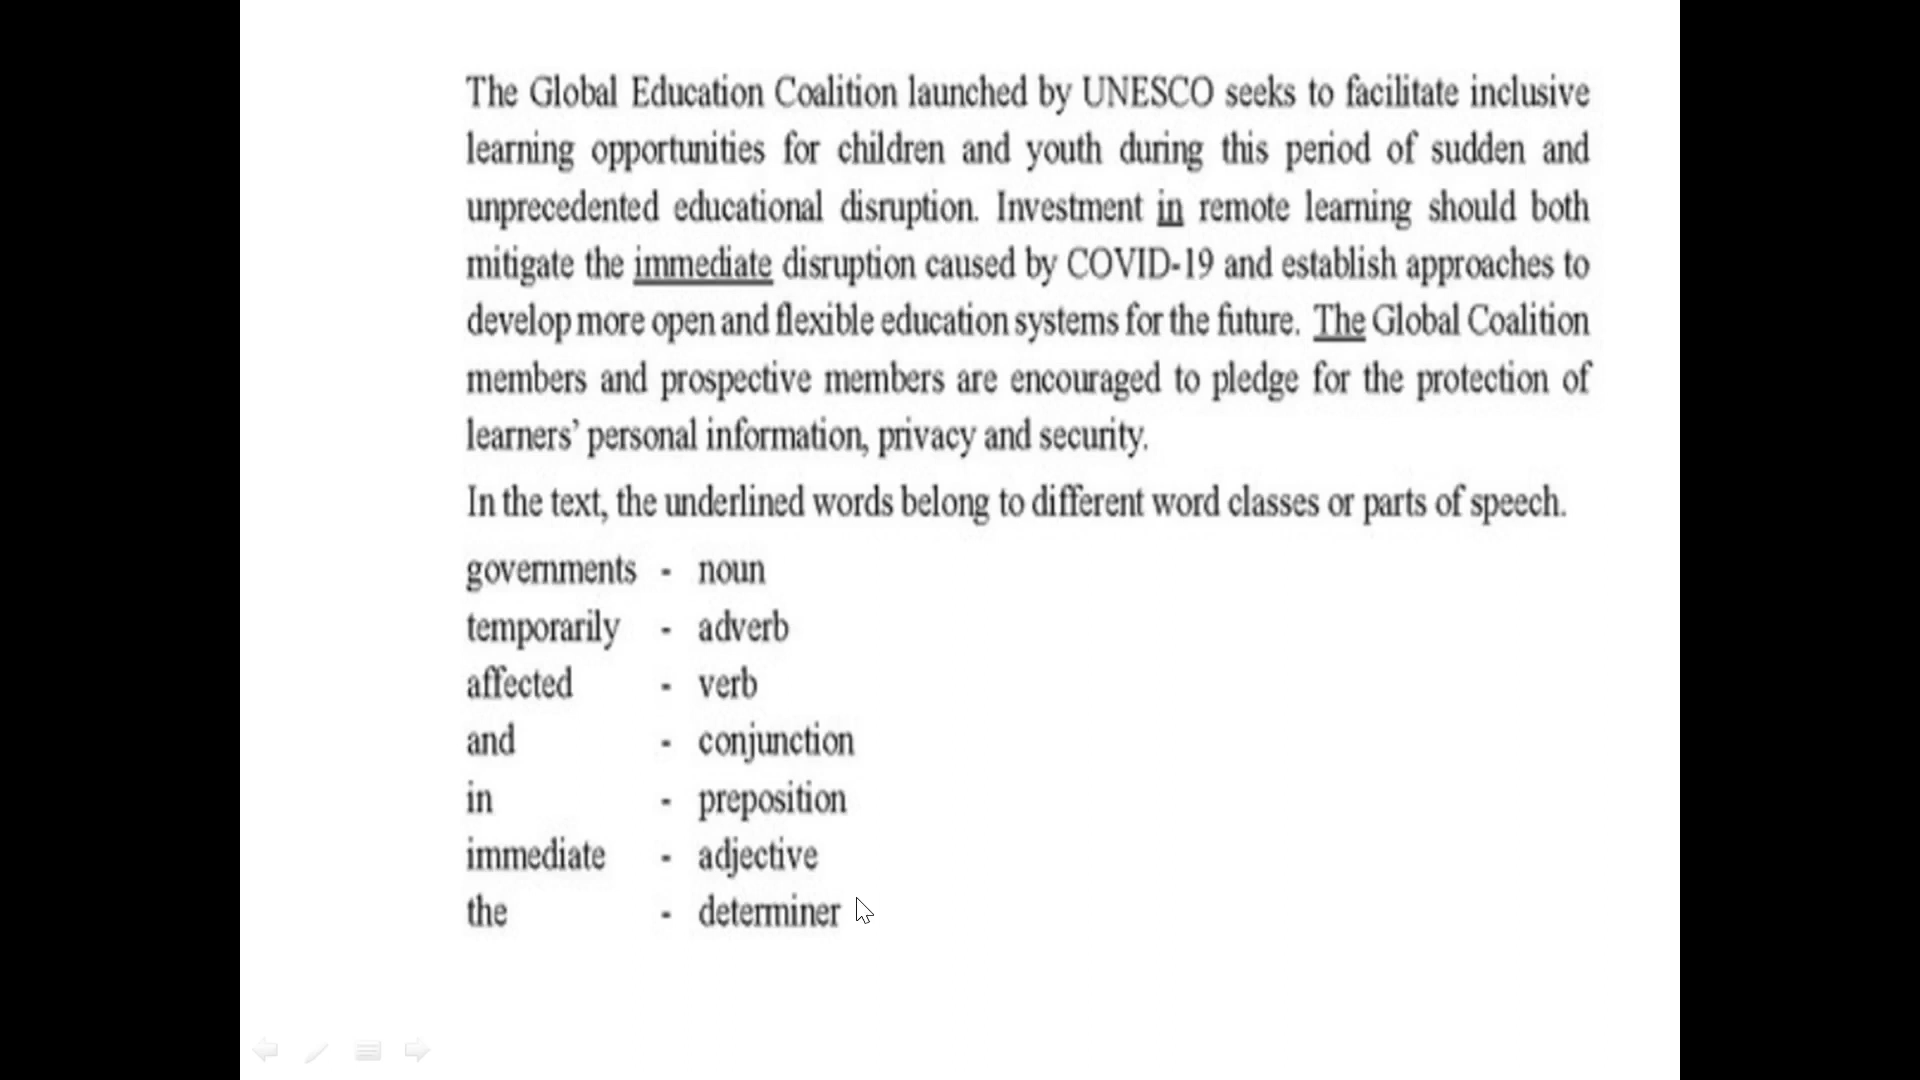 The Global Education Coalition launched by UNESCO seeks to facilitate inclusive
learning opportunities for children and youth during this period of sudden and
unprecedented educational disruption. Investment in remote learning should both
mitigate the immediate disruption caused by COVID-19 and establish approaches to
develop more open and flexible education systems for the future. The Global Coalition
members and prospective members are encouraged to pledge for the protection of
learners’ personal information, privacy and security.
In the text, the underlined words belong to different word classes or parts of speech.
governments - noun
temporarily - adverb
affected - verb
and - conjunction
in - preposition
immediate - adjective
the - determiner